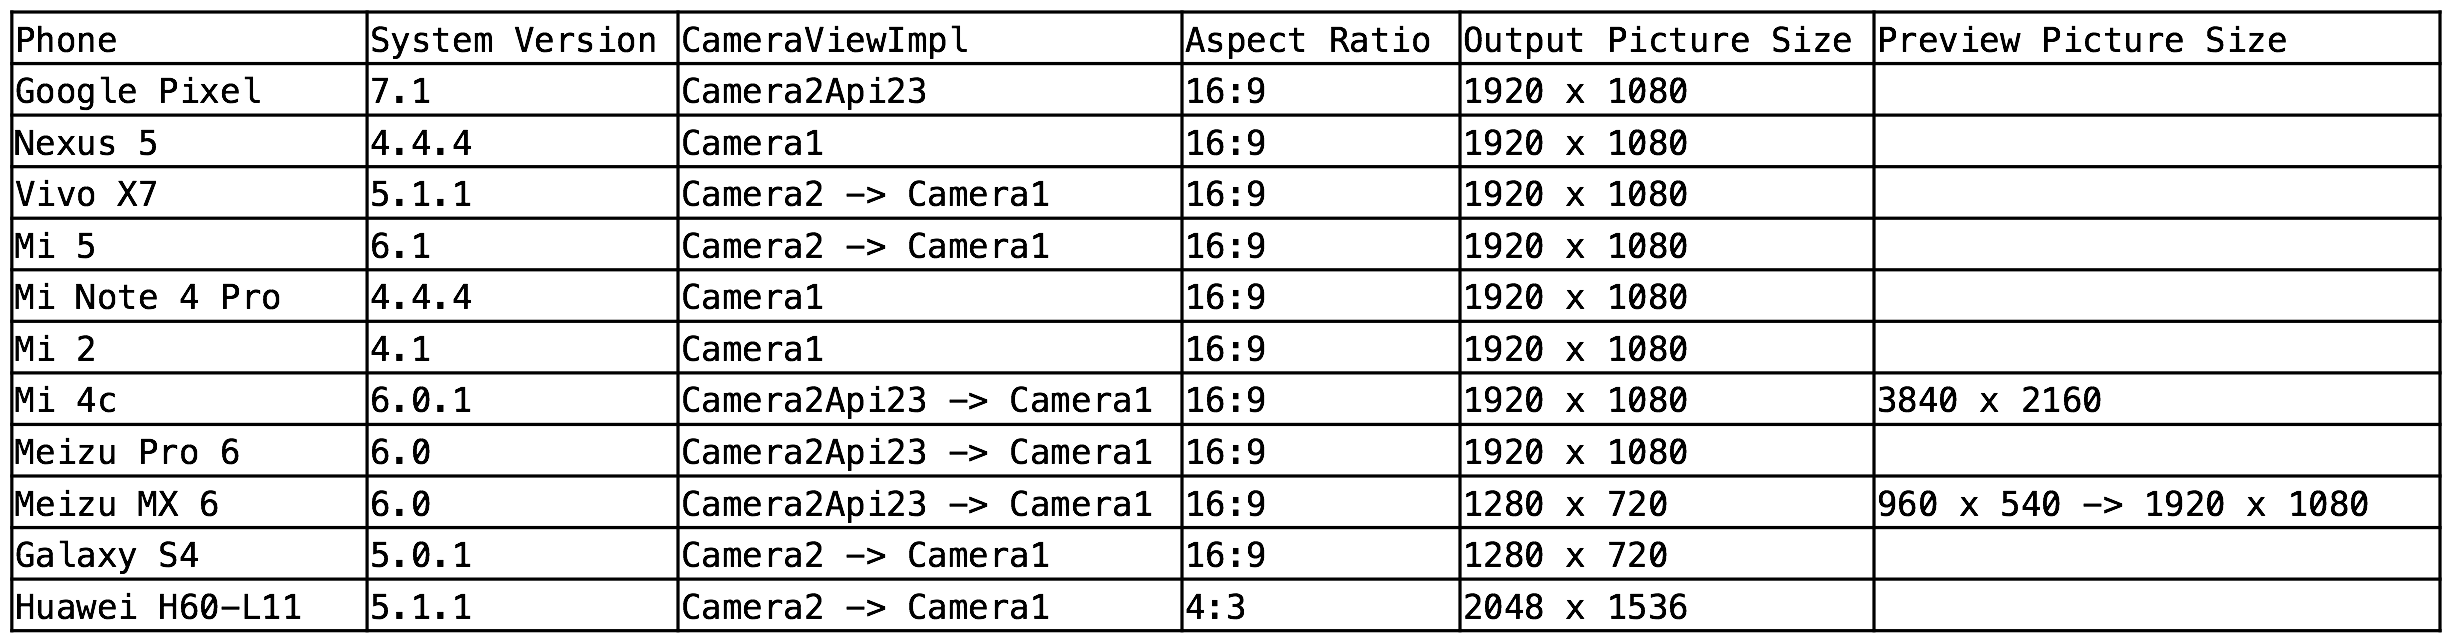 Phone System Version CameraViewImpl Aspect Ratio Output Picture Size Preview Picture Size
Google Pixel 7.1 Camera2Api23 16:9 1920 x 1080
Nexus 5 4.4.4 Camera1 16:9 1920 x 1080
Vivo X7 5.1.1 Camera2 -> Camera1 16:9 1920 x 1080
Mi 5 6.1 Camera2 -> Camera1 16:9 1920 x 1080
Mi Note 4 Pro 4.4.4 Camera1 16:9 1920 x 1080
Mi 2 4.1 Camera1 16:9 1920 x 1080
Mi 4c 6.0.1 Camera2Api23 -> Camera1 16:9 1920 x 1080 3840 x 2160
Meizu Pro 6 6.0 Camera2Api23 -> Camera1 16:9 1920 x 1080
Meizu MX 6 6.0 Camera2Api23 -> Camera1 16:9 1280 x 720 960 x 540 -> 1920 x 1080
Galaxy S4 5.0.1 Camera2 -> Camera1 16:9 1280 x 720
Huawei H60-L11 5.1.1 Camera2 -> Camera1 4:3 2048 x 1536